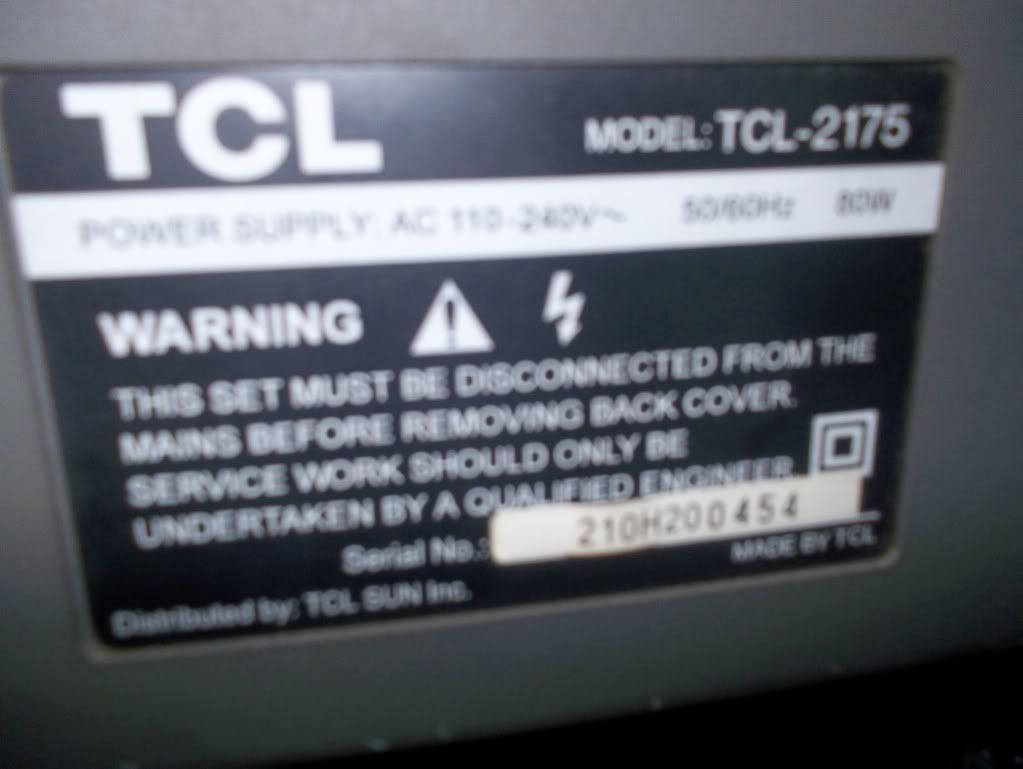 TCL
MODEL: TCL-2175
POWER SUPPLY: AC 110-240V~ 50/60Hz 80W
WARNING
THIS SET MUST BE DISCONNECTED FROM THE
MAINS BEFORE REMOVING BACK COVER.
SERVICE WORK SHOULD ONLY BE
UNDERTAKEN BY A QUALIFIED ENGINEER
Serial No.: 210H200454
MADE BY TCL
Distributed by: TCL SUN Inc.